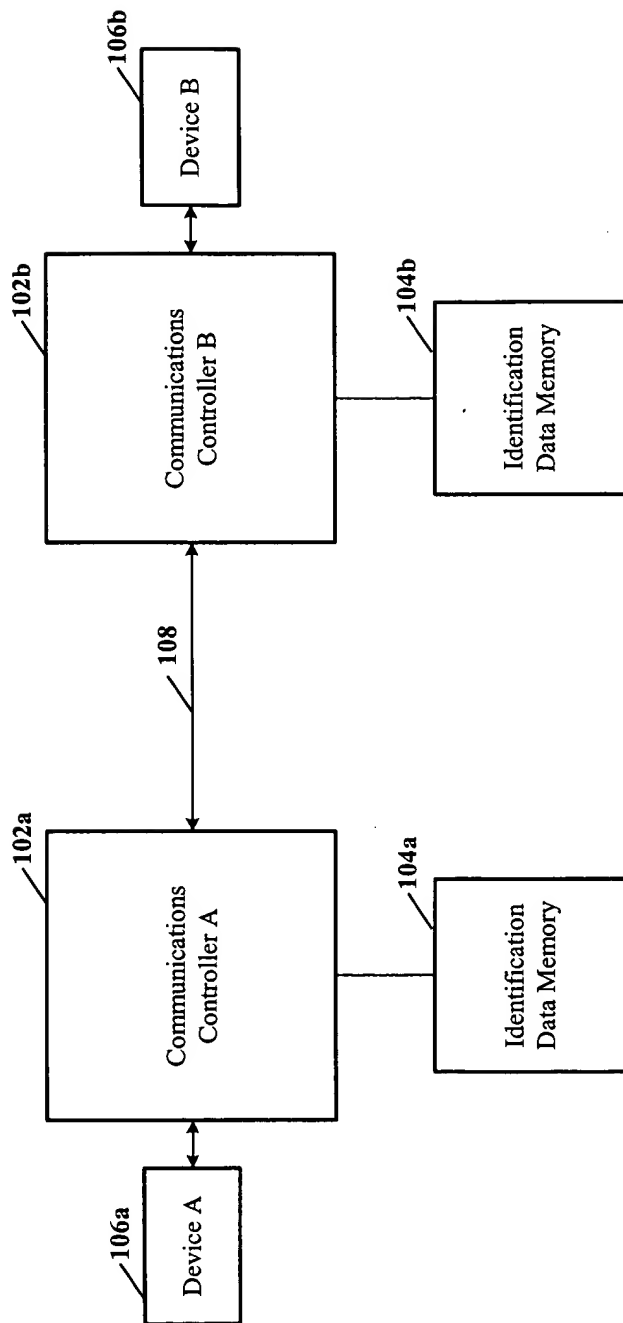 106a
Device A
102a
Communications
Controller A
104a
Identification
Data Memory
108
102b
Communications
Controller B
104b
Identification
Data Memory
106b
Device B